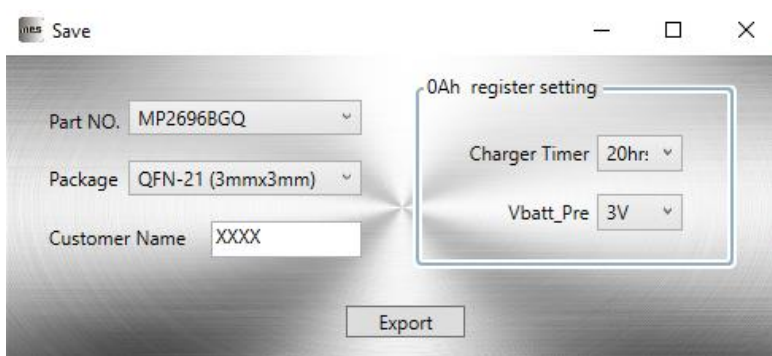 mes Save
0Ah register setting
Part NO. MP2696BGQ
Charger Timer 20hr:
Package QFN-21 (3mmx3mm)
Vbatt_Pre 3V
Customer Name XXXX
Export